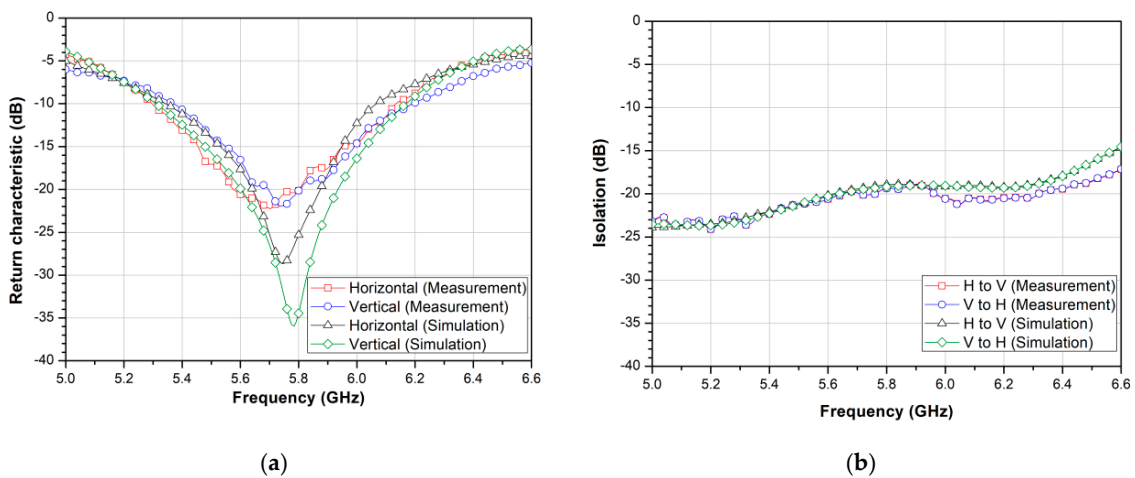 0
-5
-10
-15
-20
-25
-30
-35
-40
Return characteristic (dB)
Horizontal (Measurement)
Vertical (Measurement)
Horizontal (Simulation)
Vertical (Simulation)
5.0 5.2 5.4 5.6 5.8 6.0 6.2 6.4 6.6
Frequency (GHz)
(a)
0
-5
-10
-15
-20
-25
-30
-35
-40
Isolation (dB)
H to V (Measurement)
V to H (Measurement)
H to V (Simulation)
V to H (Simulation)
5.0 5.2 5.4 5.6 5.8 6.0 6.2 6.4 6.6
Frequency (GHz)
(b)